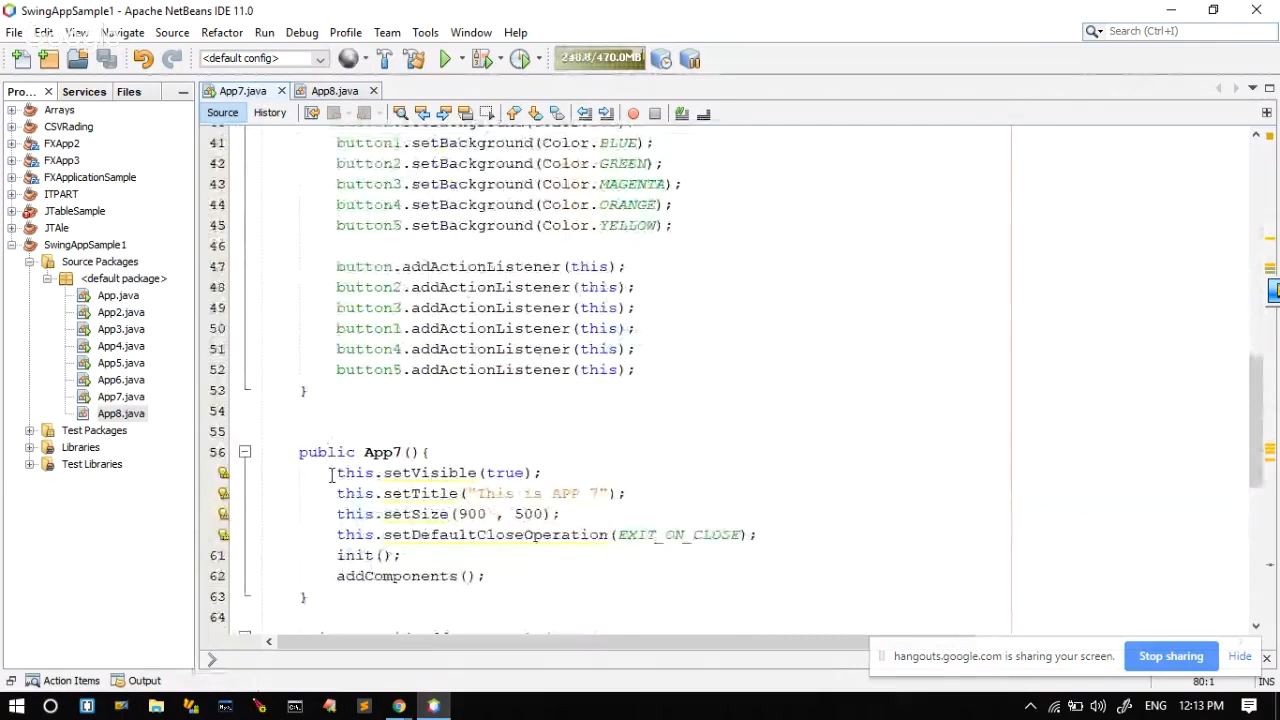 SwingAppSample1 - Apache NetBeans IDE 11.0
File Edit View Navigate Source Refactor Run Debug Profile Team Tools Window Help
Search (Ctrl+I)
<default config>
238.8/470.0MB
Pro... Services Files
App7.java App8.java
Source History
Arrays
CSVRading
FXApp2
FXApp3
FXApplicationSample
ITPART
JTableSample
JTAle
SwingAppSample1
Source Packages
<default package>
App.java
App2.java
App3.java
App4.java
App5.java
App6.java
App7.java
App8.java
Test Packages
Libraries
Test Libraries
41 button1.setBackground(Color.BLUE);
42 button2.setBackground(Color.GREEN);
43 button3.setBackground(Color.MAGENTA);
44 button4.setBackground(Color.ORANGE);
45 button5.setBackground(Color.YELLOW);
46
47 button.addActionListener(this);
48 button2.addActionListener(this);
49 button3.addActionListener(this);
50 button1.addActionListener(this);
51 button4.addActionListener(this);
52 button5.addActionListener(this);
53 }
54
55
56 public App7(){
this.setVisible(true);
this.setTitle("This is APP 7");
this.setSize(900 , 500);
this.setDefaultCloseOperation(EXIT_ON_CLOSE);
61 init();
62 addComponents();
63 }
64
hangouts.google.com is sharing your screen. Stop sharing Hide
Action Items Output
80:1 INS
ENG 12:13 PM